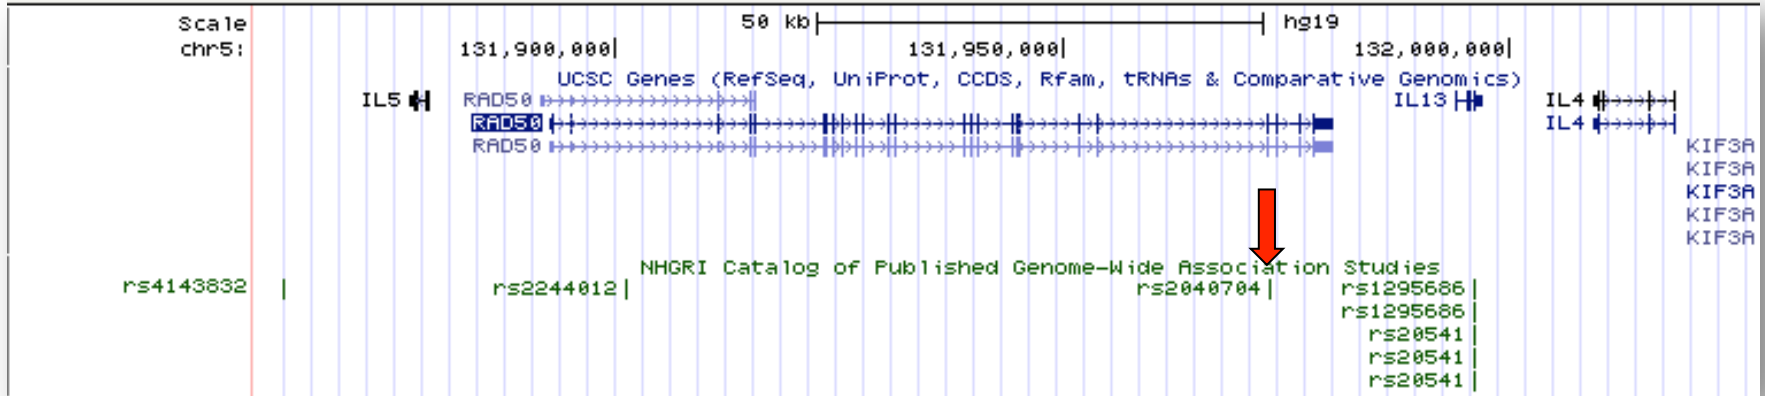 Scale 50 kb hg19
chr5: 131,900,000 131,950,000 132,000,000
UCSC Genes (RefSeq, UniProt, CCDS, Rfam, tRNAs & Comparative Genomics)
IL5 RAD50 IL13 IL4
RAD50 IL4
RAD50 KIF3A
KIF3A
KIF3A
KIF3A
KIF3A
NHGRI Catalog of Published Genome-Wide Association Studies
rs4143832 rs2244012 rs2040704 rs1295686
rs1295686
rs20541
rs20541
rs20541